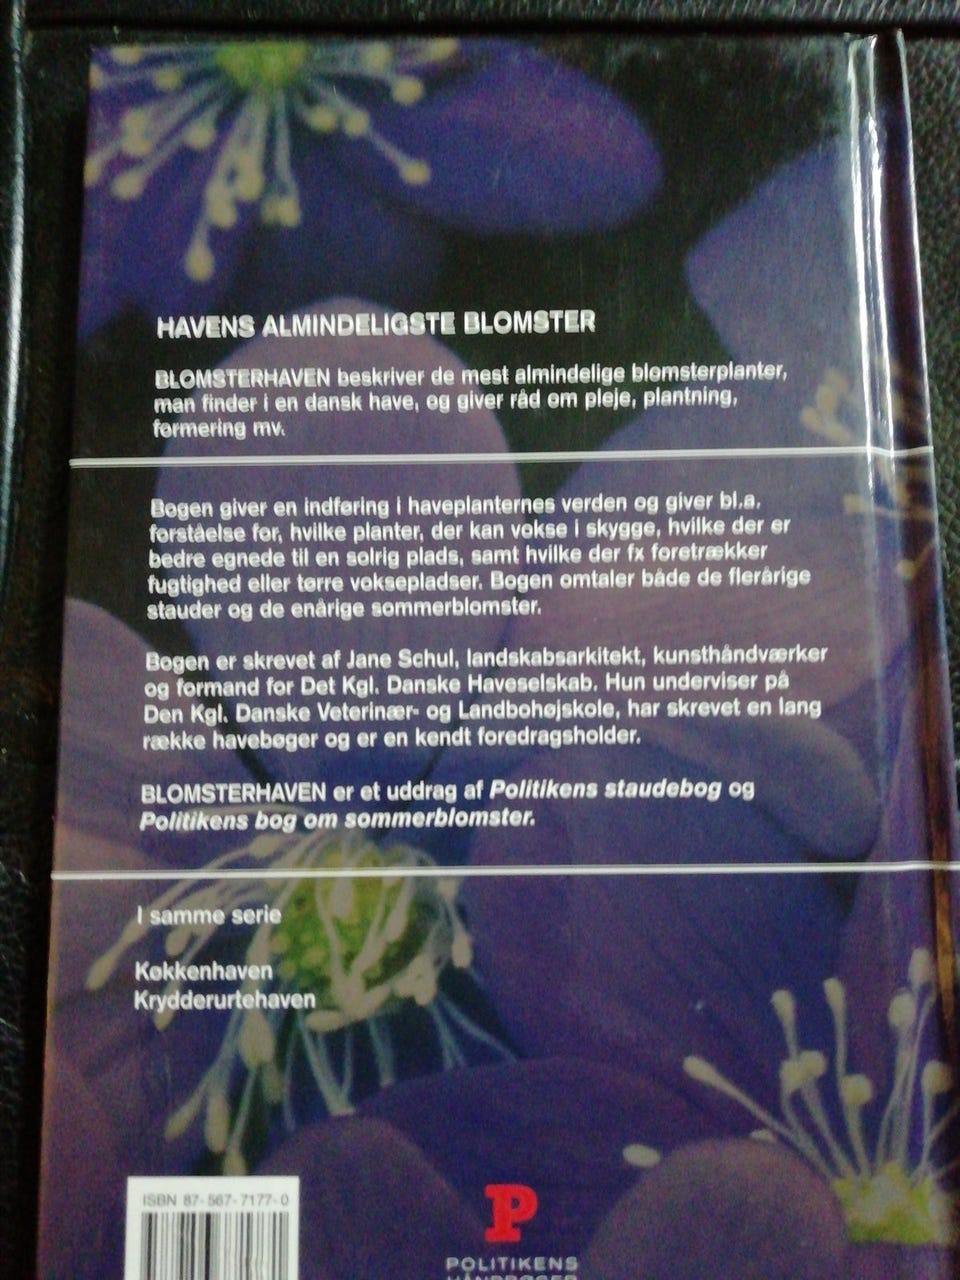 HAVENS ALMINDELIGSTE BLOMSTER
BLOMSTERHAVEN beskriver de mest almindelige blomsterplanter,
man finder i en dansk have, og giver råd om pleje, plantning,
formering mv.
Bogen giver en indføring i haveplanternes verden og giver bl.a.
forståelse for, hvilke planter, der kan vokse i skygge, hvilke der er
bedre egnede til en solrig plads, samt hvilke der fx foretrækker
fugtighed eller tørre voksepladser. Bogen omtaler både de flerårige
stauder og de enårige sommerblomster.
Bogen er skrevet af Jane Schul, landskabsarkitekt, kunsthåndværker
og formand for Det Kgl. Danske Haveselskab. Hun underviser på
Den Kgl. Danske Veterinær- og Landbohøjskole, har skrevet en lang
række havebøger og er en kendt foredragsholder.
BLOMSTERHAVEN er et uddrag af Politikens staudebog og
Politikens bog om sommerblomster.
I samme serie
Køkkenhaven
Krydderurtehaven
ISBN 87-567-7177-0
P
POLITIKENS
HÅNDBØGER